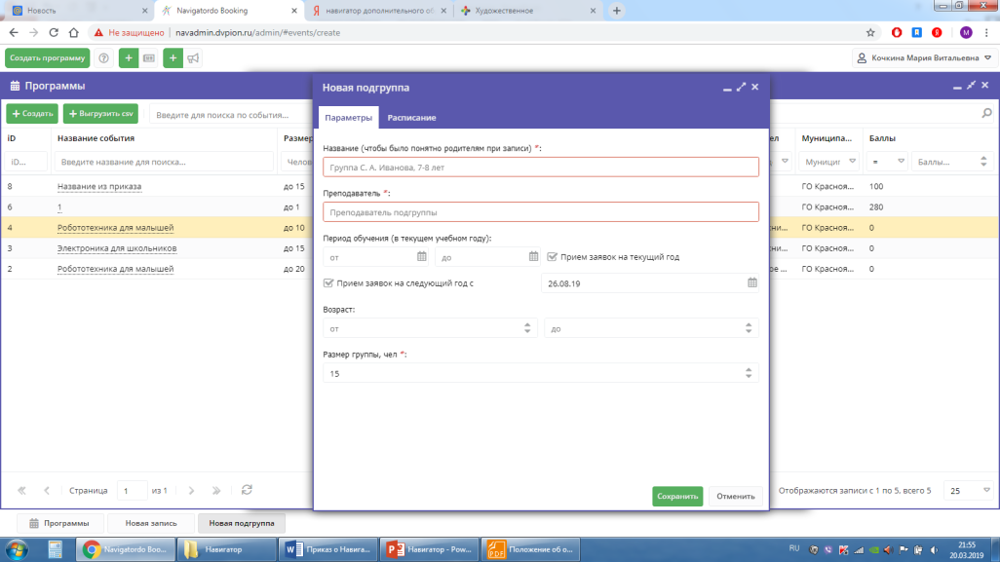 Новость
Navigatordo Booking
навигатор дополнительного об
Художественное
Не защищено | navadmin.dvpion.ru/admin/#events/create
M
Создать программу
Кочкина Мария Витальевна
Программы
+ Создать
+ Выгрузить csv
Введите для поиска по события...
iD
Название события
Размер
ел
Муниципа...
Баллы
iD...
Введите название для поиска...
Челов
Муницип
=
Баллы...
8
Название из приказа
до 15
ГО Красноя...
100
6
1
до 1
ГО Красноя...
280
4
Робототехника для малышей
до 10
ни...
ГО Красноя...
0
3
Электроника для школьников
до 15
ни...
ГО Красноя...
0
2
Робототехника для малышей
до 20
ое ...
ГО Красноя...
0
Новая подгруппа
Параметры
Расписание
Название (чтобы было понятно родителям при записи) *:
Группа С. А. Иванова, 7-8 лет
Преподаватель *:
Преподаватель подгруппы
Период обучения (в текущем учебном году):
от
до
Прием заявок на текущий год
Прием заявок на следующий год с
26.08.19
Возраст:
от
до
Размер группы, чел *:
15
Сохранить
Отменить
Страница
1
из 1
Отображаются записи с 1 по 5, всего 5
25
Программы
Новая запись
Новая подгруппа
Navigatordo Boo...
Навигатор
Приказ о Навига...
Навигатор - Pow...
Положение об о...
RU
21:55
20.03.2019